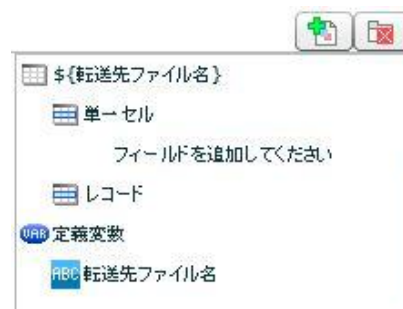 ${転送先ファイル名}
単一セル
フィールドを追加してください
レコード
VAR 定義変数
ABC 転送先ファイル名